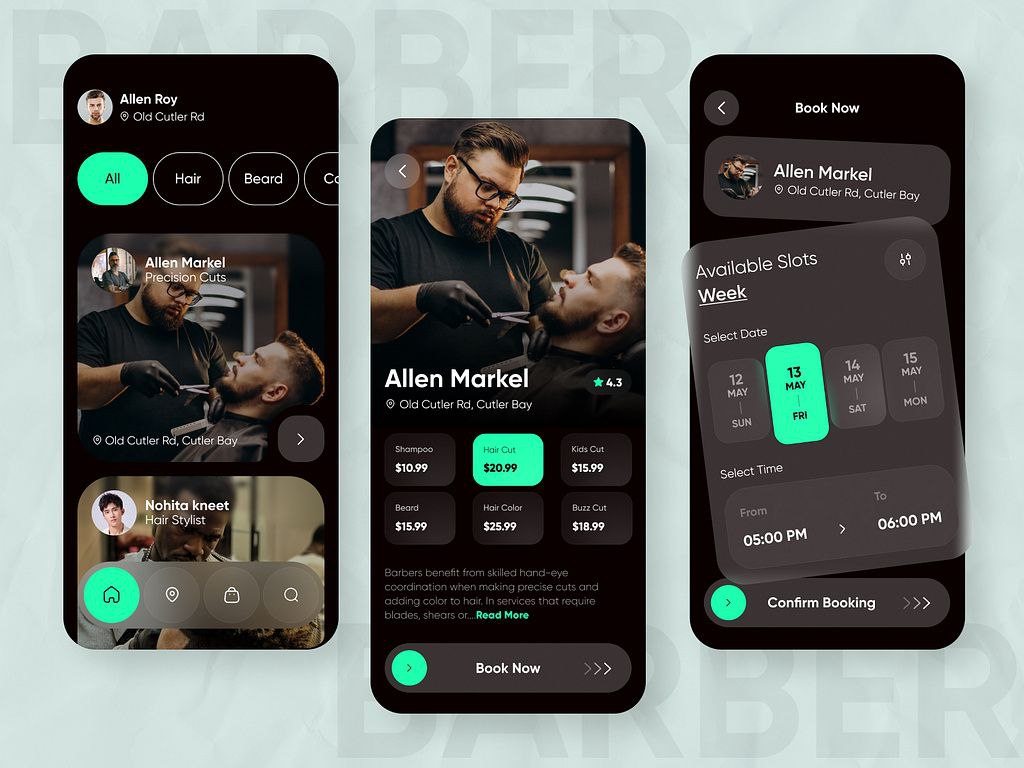 BARBER
Allen Roy
Old Cutler Rd
All
Hair
Beard
Co
Allen Markel
Precision Cuts
Old Cutler Rd, Cutler Bay
Nohita kneet
Hair Stylist
Allen Markel
4.3
Old Cutler Rd, Cutler Bay
Shampoo
$10.99
Hair Cut
$20.99
Kids Cut
$15.99
Beard
$15.99
Hair Color
$25.99
Buzz Cut
$18.99
Barbers benefit from skilled hand-eye
coordination when making precise cuts and
adding color to hair. In services that require
blades, shears or...Read More
Book Now
Book Now
Allen Markel
Old Cutler Rd, Cutler Bay
Available Slots
Week
Select Date
12
MAY
SUN
13
MAY
FRI
14
MAY
SAT
15
MAY
MON
Select Time
From
05:00 PM
To
06:00 PM
Confirm Booking
BARBER